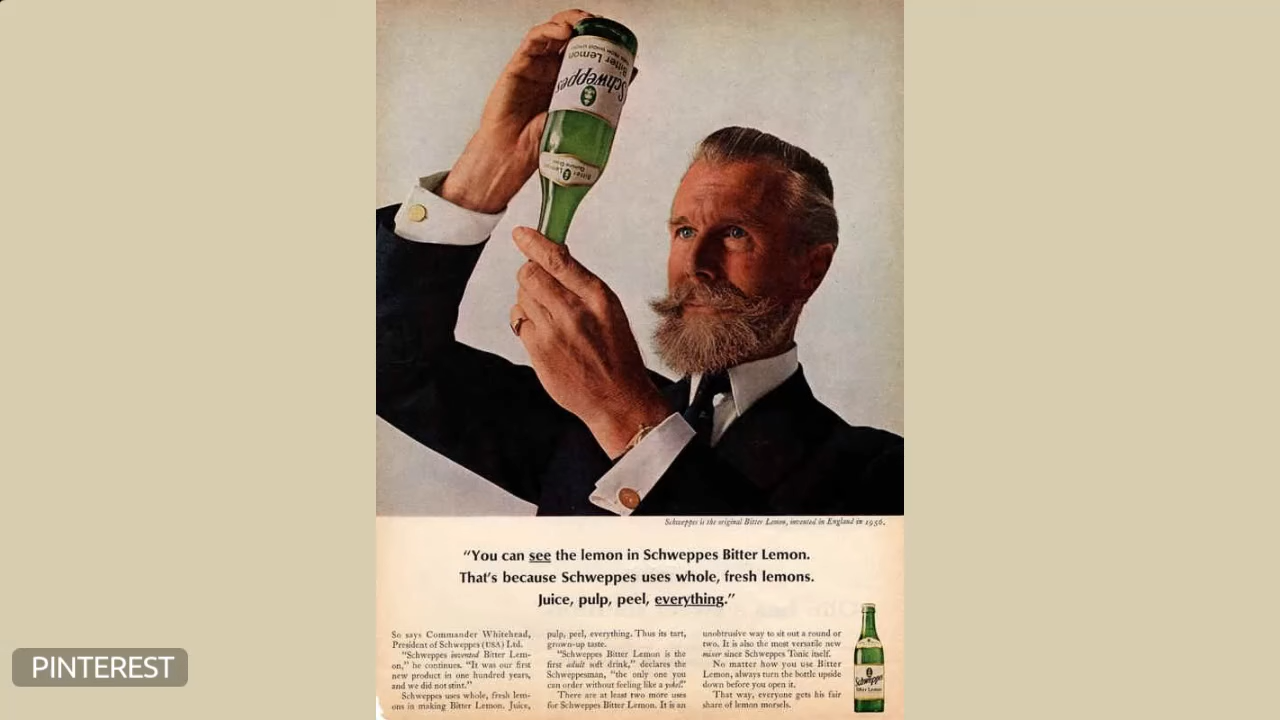 Bitter Lemon
Schweppes
Bitter Lemon
Schweppes is the original Bitter Lemon, invented in England in 1956.
“You can see the lemon in Schweppes Bitter Lemon.
That’s because Schweppes uses whole, fresh lemons.
Juice, pulp, peel, everything.”
So says Commander Whitehead,
President of Schweppes (USA) Ltd.
“Schweppes invented Bitter Lem-
on,” he continues. “It was our first
new product in one hundred years,
and we did not stint.”
Schweppes uses whole, fresh lem-
ons in making Bitter Lemon. Juice,
pulp, peel, everything. Thus its tart,
grown-up taste.
“Schweppes Bitter Lemon is the
first adult soft drink,” declares the
Schweppesman, “the only one you
can order without feeling like a yokel.”
There are at least two more uses
for Schweppes Bitter Lemon. It is an
unobtrusive way to sit out a round or
two. It is also the most versatile new
mixer since Schweppes Tonic itself.
No matter how you use Bitter
Lemon, always turn the bottle upside
down before you open it.
That way, everyone gets his fair
share of lemon morsels.
Schweppes
Bitter Lemon
PINTEREST